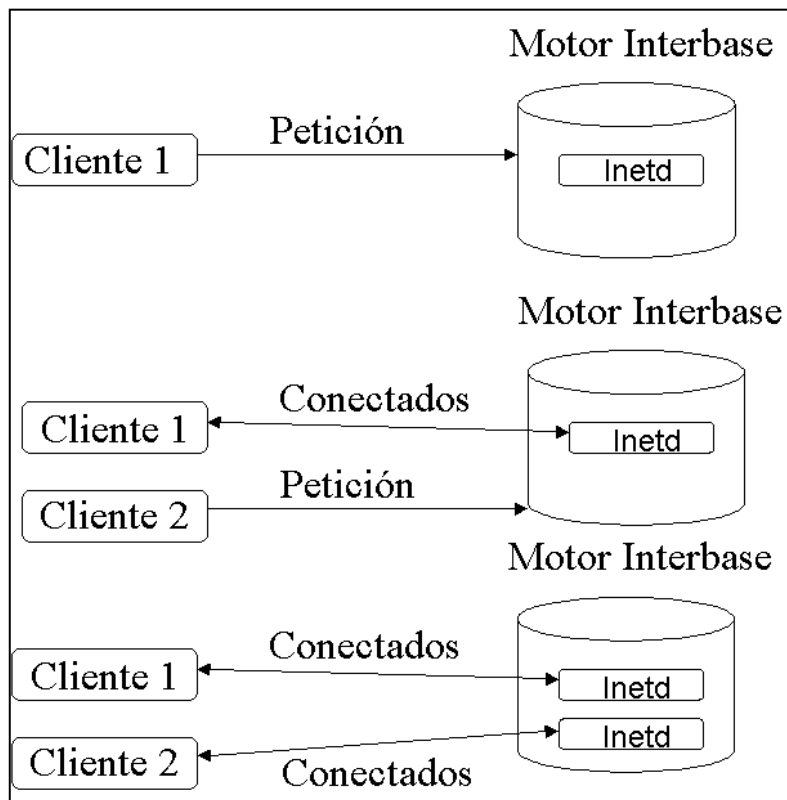 Motor Interbase
Petición
Cliente 1
Inetd
Motor Interbase
Conectados
Cliente 1
Inetd
Petición
Cliente 2
Motor Interbase
Conectados
Cliente 1
Inetd
Inetd
Cliente 2
Conectados